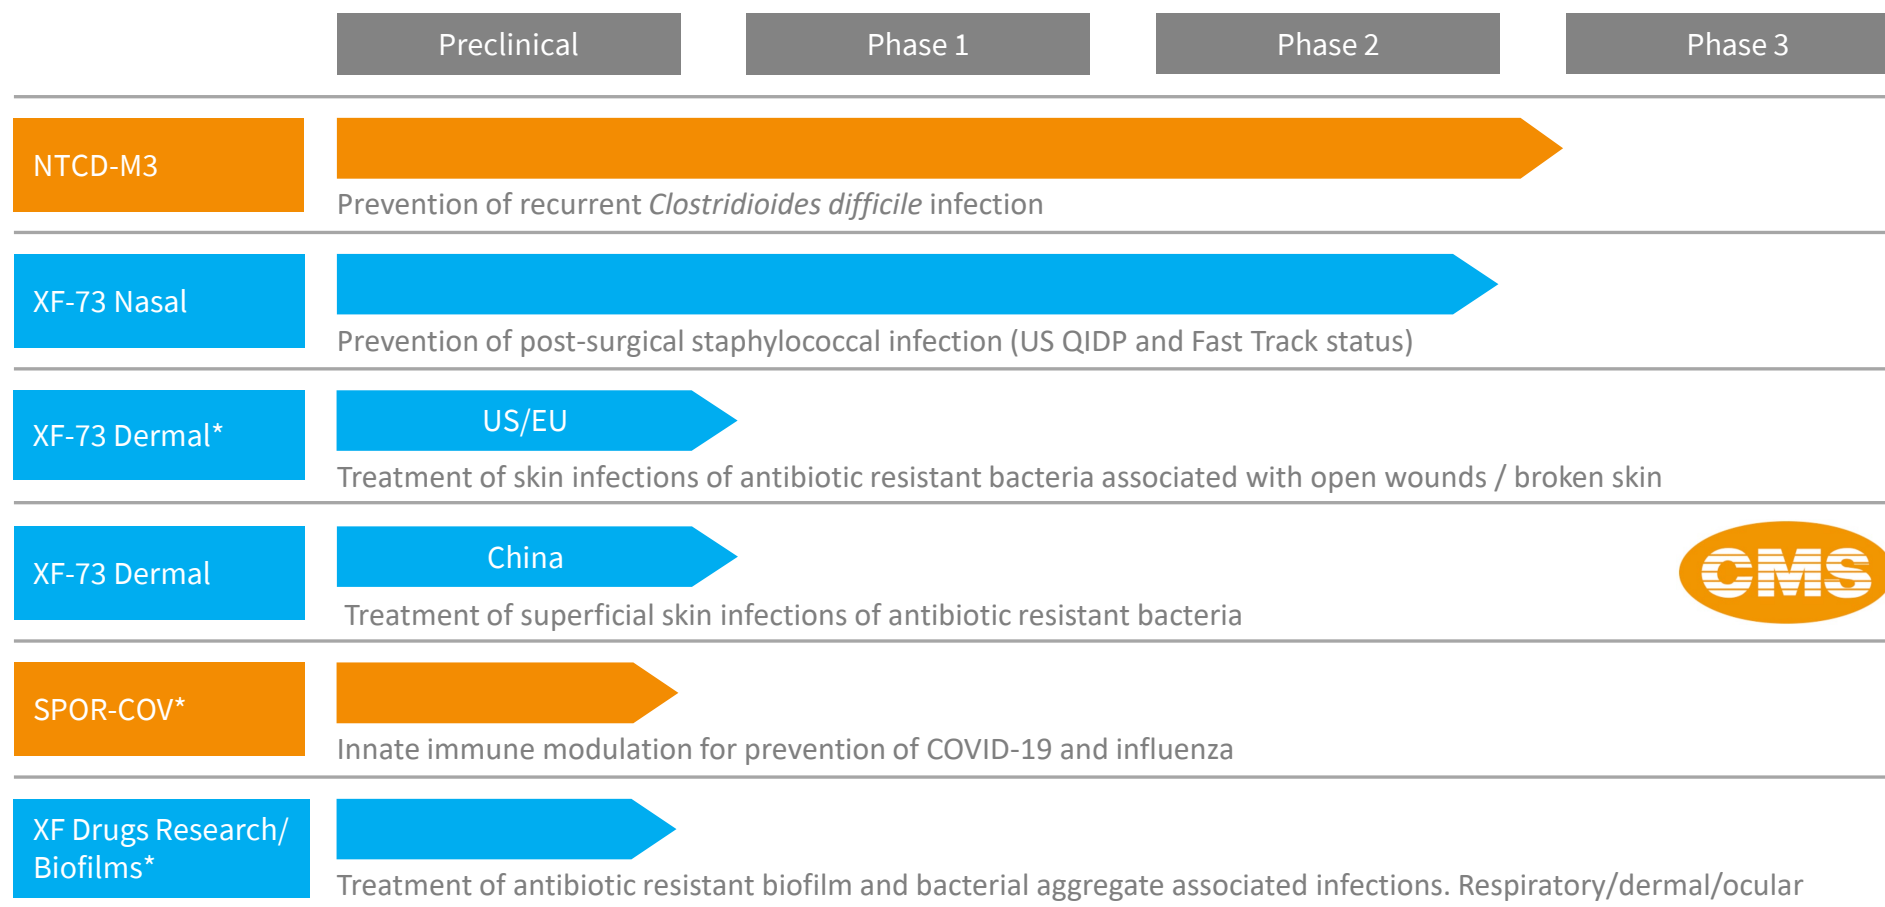 Preclinical
Phase 1
Phase 2
Phase 3
NTCD-M3
Prevention of recurrent Clostridioides difficile infection
XF-73 Nasal
Prevention of post-surgical staphylococcal infection (US QIDP and Fast Track status)
XF-73 Dermal*
US/EU
Treatment of skin infections of antibiotic resistant bacteria associated with open wounds / broken skin
XF-73 Dermal
China
CMS
Treatment of superficial skin infections of antibiotic resistant bacteria
SPOR-COV*
Innate immune modulation for prevention of COVID-19 and influenza
XF Drugs Research/
Biofilms*
Treatment of antibiotic resistant biofilm and bacterial aggregate associated infections. Respiratory/dermal/ocular